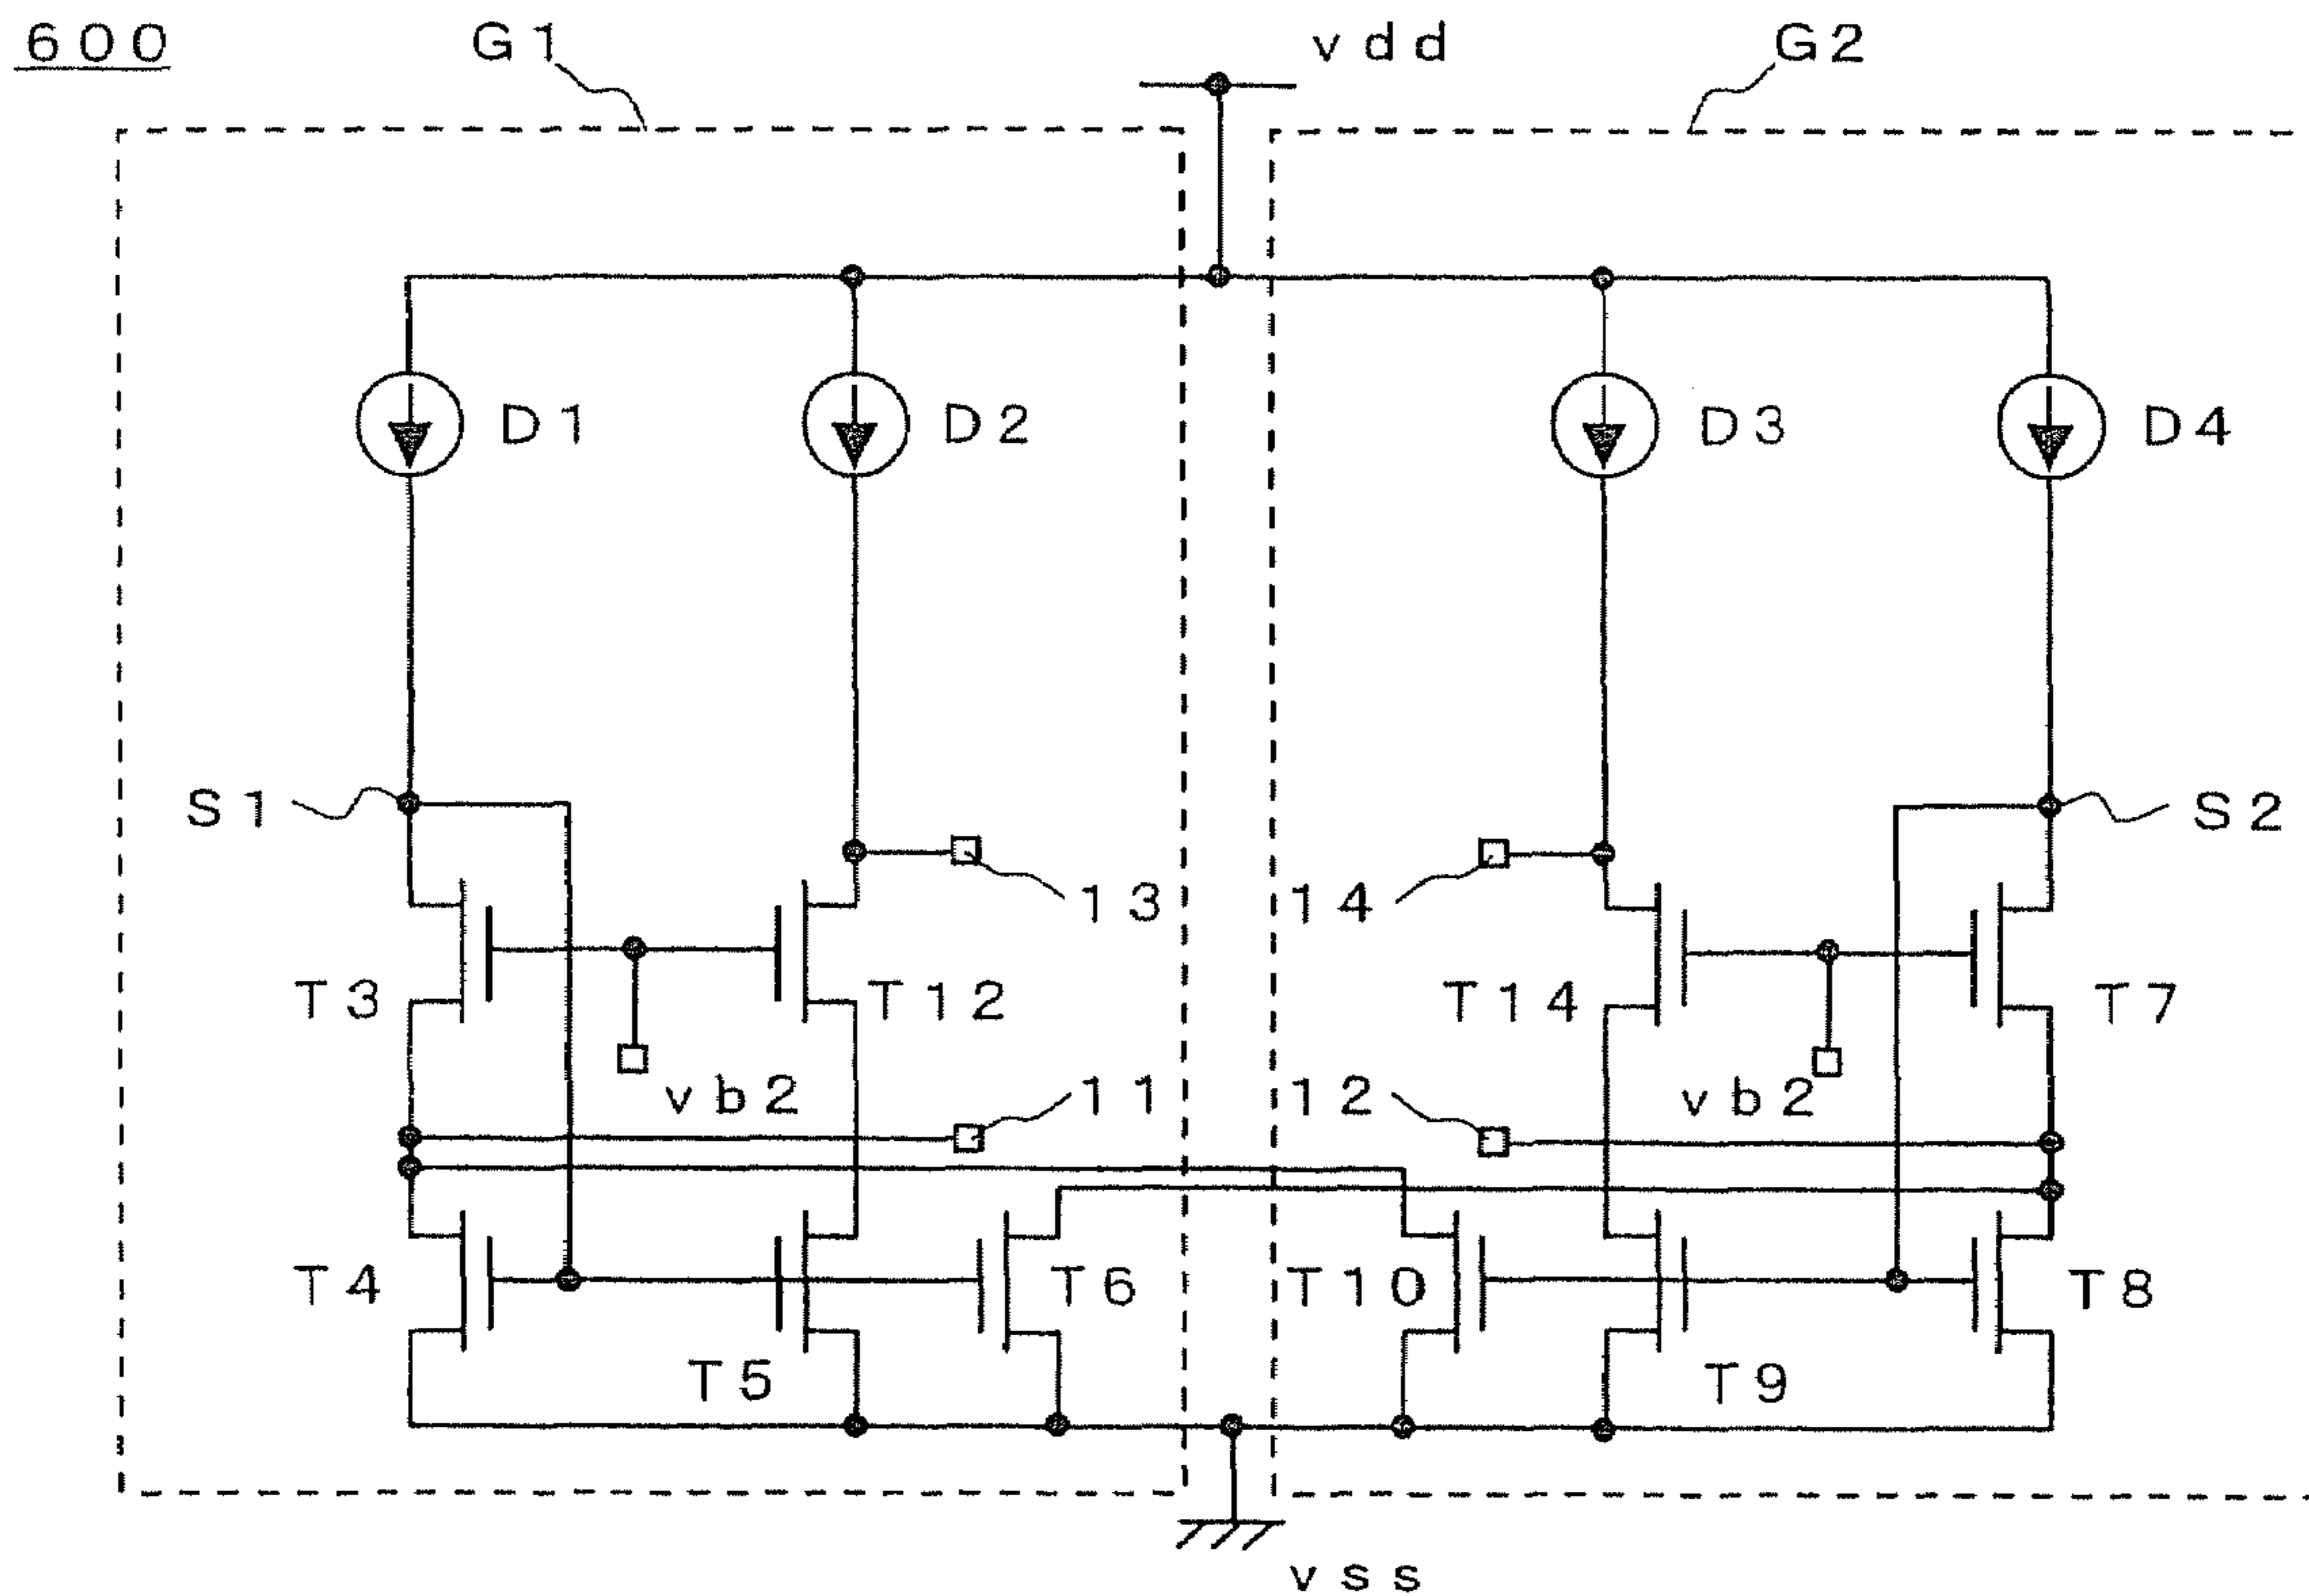 600 G1 vdd G2
D1 D2 D3 D4
S1 13 14 S2
T3 T12 T14 T7
vb2 11 12 vb2
T4 T6 T10 T8
T5 T9
vss